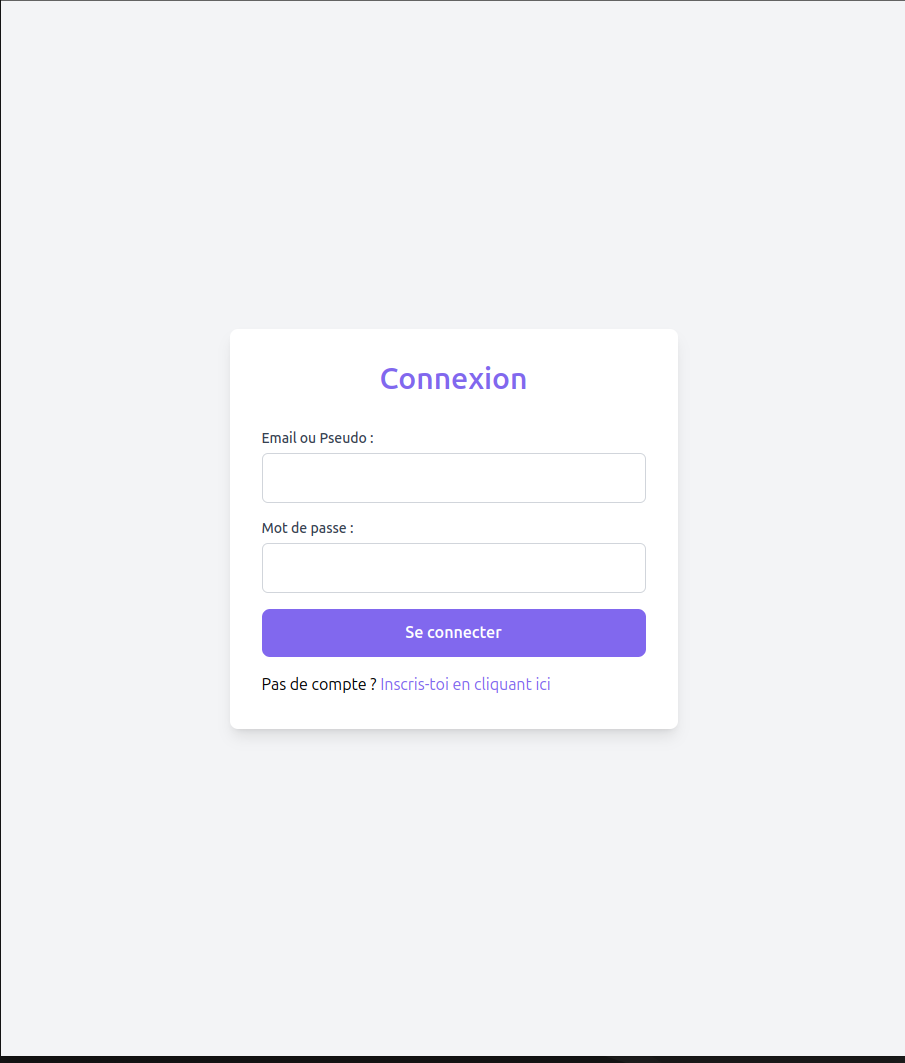 Connexion
Email ou Pseudo :
Mot de passe :
Se connecter
Pas de compte ? Inscris-toi en cliquant ici